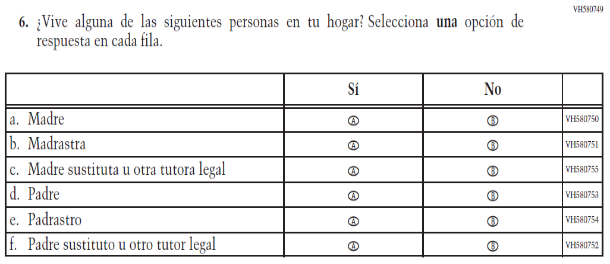 VH580749
6. ¿Vive alguna de las siguientes personas en tu hogar? Selecciona una opción de
respuesta en cada fila.
Sí No
a. Madre A B VH580750
b. Madrastra A B VH580751
c. Madre sustituta u otra tutora legal A B VH580755
d. Padre A B VH580753
e. Padrastro A B VH580754
f. Padre sustituto u otro tutor legal A B VH580752